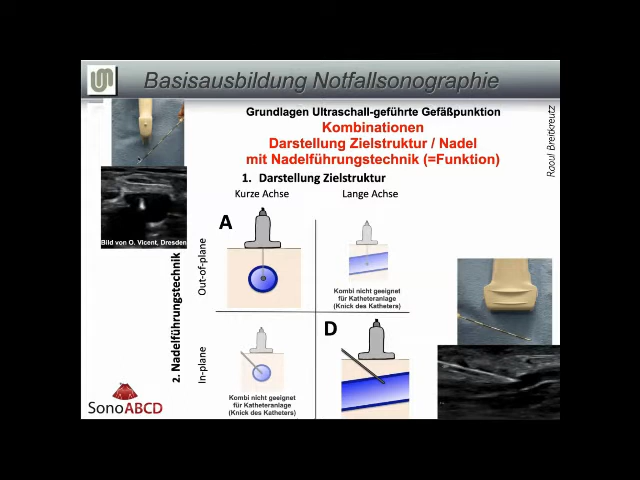 Basisausbildung Notfallsonographie
Grundlagen Ultraschall-geführte Gefäßpunktion
Kombinationen
Darstellung Zielstruktur / Nadel
mit Nadelführungstechnik (=Funktion)
Raoul Breitkreutz
1. Darstellung Zielstruktur
Kurze Achse
Lange Achse
Bild von O. Vicent, Dresden
2. Nadelführungstechnik
Out-of-plane
A
Kombi nicht geeignet
für Katheteranlage
(Knick des Katheters)
In-plane
Kombi nicht geeignet
für Katheteranlage
(Knick des Katheters)
D
SonoABCD